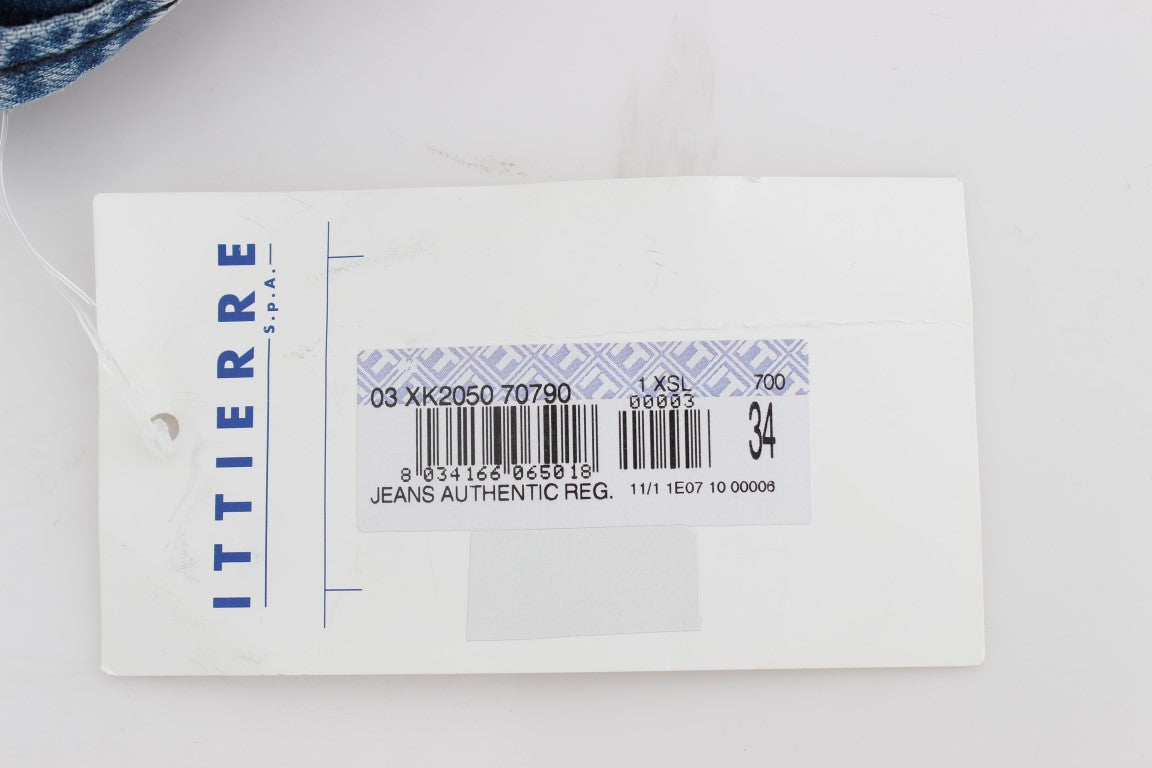 ITTIERRE
S.p.A.
03 XK2050 70790
1 XSL
700
00003
34
8 034166 065018
JEANS AUTHENTIC REG.
11/1 1E07 10 00006